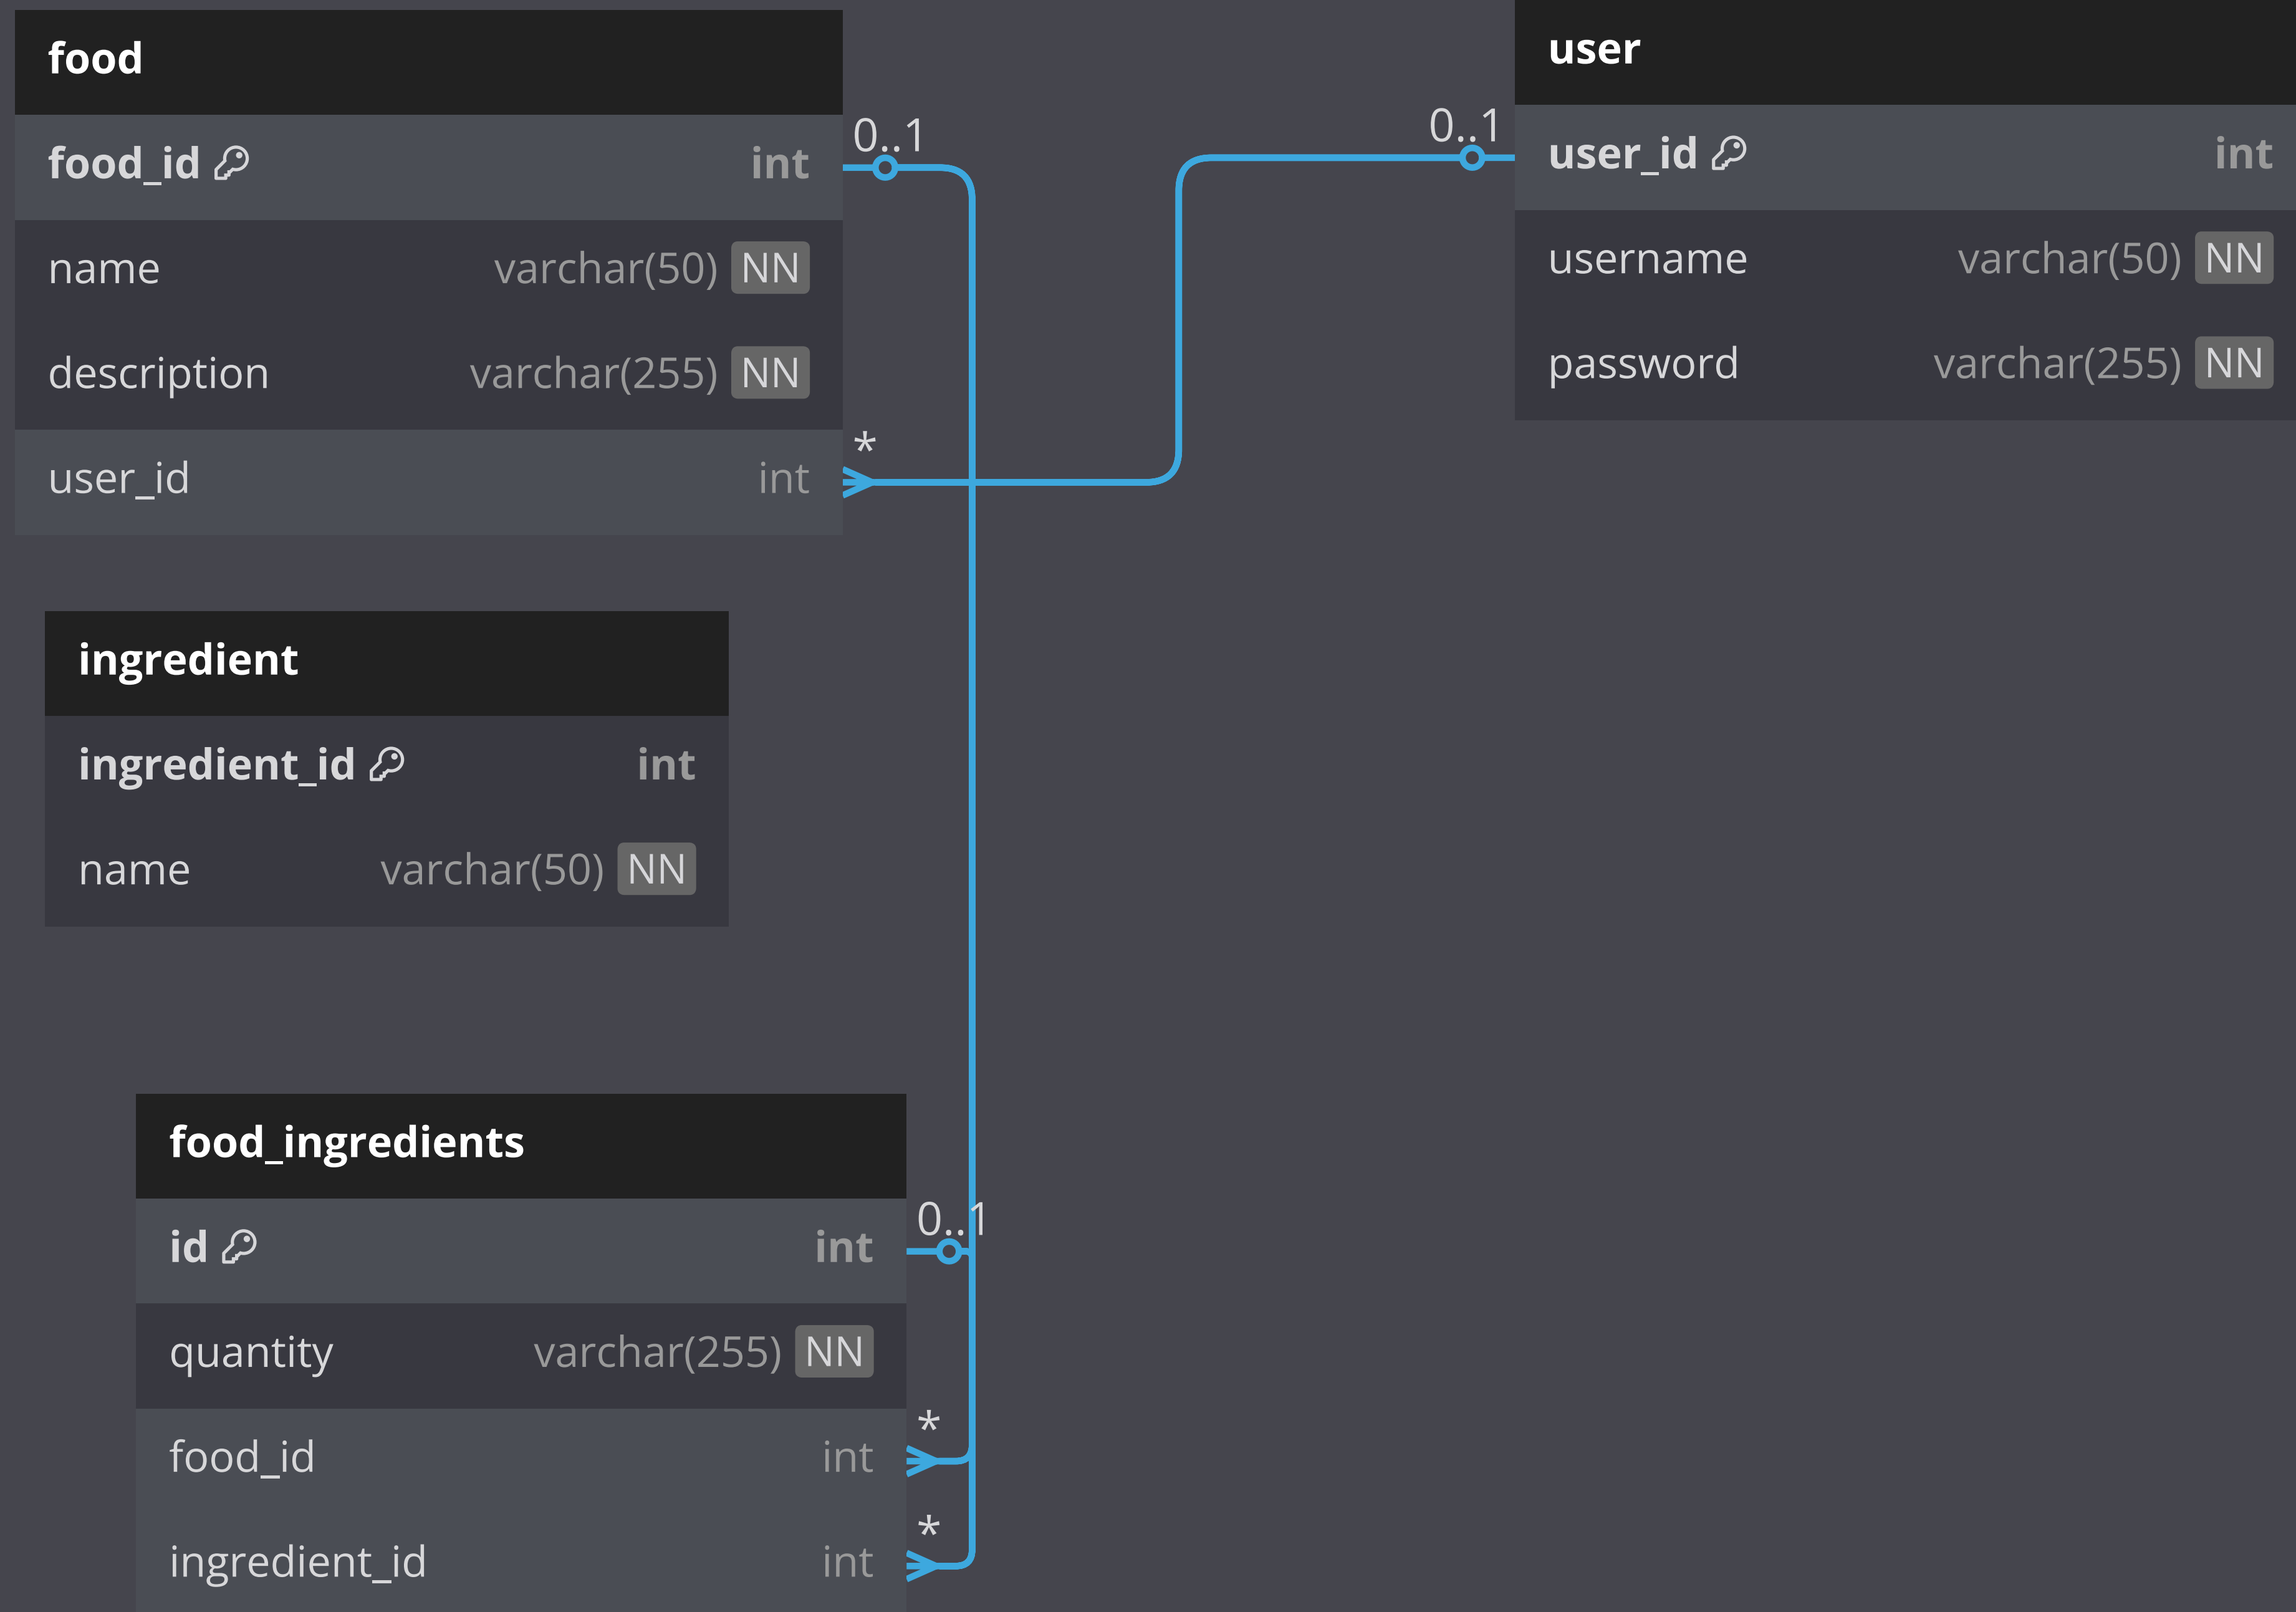 food
food_id int
name varchar(50) NN
description varchar(255) NN
user_id int
0..1
*
0..1
user
user_id int
username varchar(50) NN
password varchar(255) NN
ingredient
ingredient_id int
name varchar(50) NN
food_ingredients
id int
quantity varchar(255) NN
food_id int
ingredient_id int
0..1
*
*